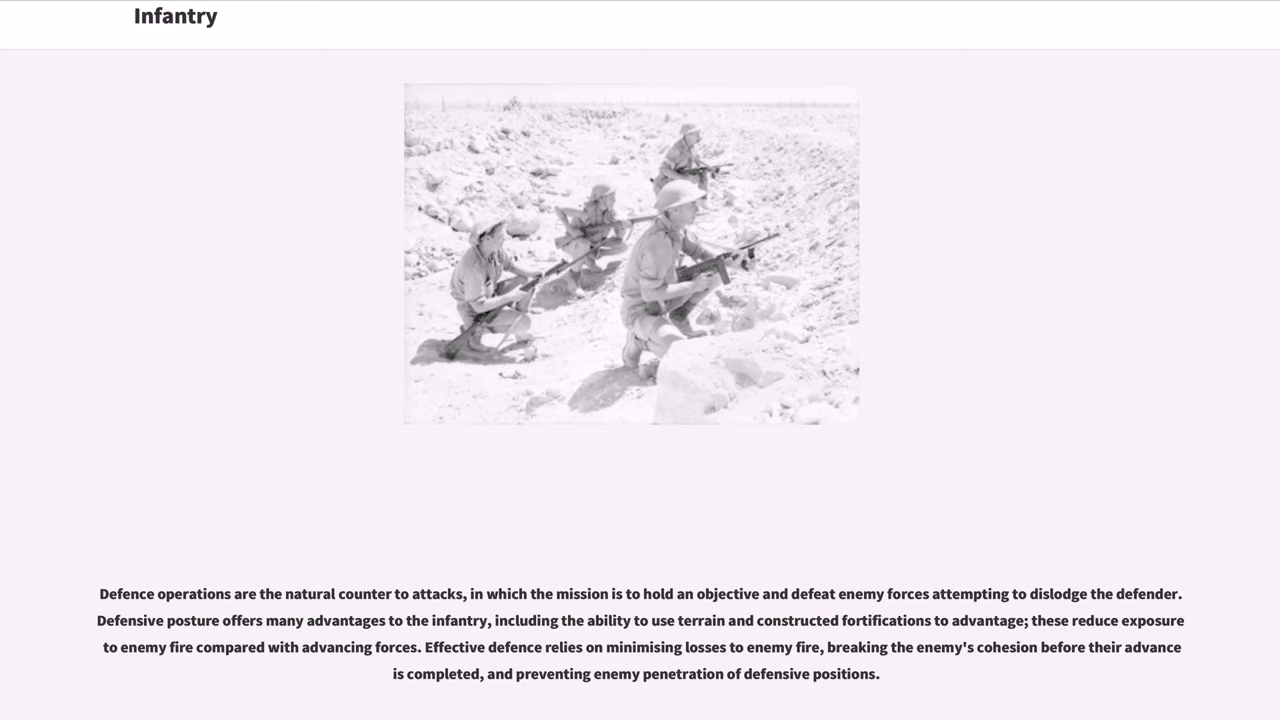 Infantry
Defence operations are the natural counter to attacks, in which the mission is to hold an objective and defeat enemy forces attempting to dislodge the defender.
Defensive posture offers many advantages to the infantry, including the ability to use terrain and constructed fortifications to advantage; these reduce exposure
to enemy fire compared with advancing forces. Effective defence relies on minimising losses to enemy fire, breaking the enemy's cohesion before their advance
is completed, and preventing enemy penetration of defensive positions.